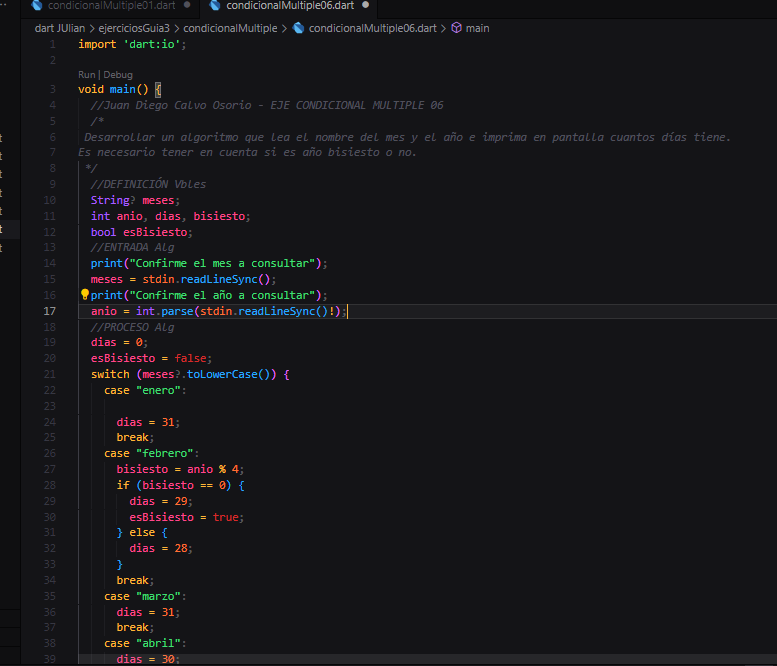 condicionalMultiple01.dart
condicionalMultiple06.dart
dart JUlian > ejerciciosGuia3 > condicionalMultiple > condicionalMultiple06.dart > main
1 import 'dart:io';
2
Run | Debug
3 void main() {
4 //Juan Diego Calvo Osorio - EJE CONDICIONAL MULTIPLE 06
5 /*
6 Desarrollar un algoritmo que lea el nombre del mes y el año e imprima en pantalla cuantos días tiene.
7 Es necesario tener en cuenta si es año bisiesto o no.
8 */
9 //DEFINICIÓN Vbles
10 String? meses;
11 int anio, dias, bisiesto;
12 bool esBisiesto;
13 //ENTRADA ALg
14 print("Confirme el mes a consultar");
15 meses = stdin.readLineSync();
16 print("Confirme el año a consultar");
17 anio = int.parse(stdin.readLineSync()!);
18 //PROCESO ALg
19 dias = 0;
20 esBisiesto = false;
21 switch (meses?.toLowerCase()) {
22 case "enero":
23
24 dias = 31;
25 break;
26 case "febrero":
27 bisiesto = anio % 4;
28 if (bisiesto == 0) {
29 dias = 29;
30 esBisiesto = true;
31 } else {
32 dias = 28;
33 }
34 break;
35 case "marzo":
36 dias = 31;
37 break;
38 case "abril":
39 dias = 30;